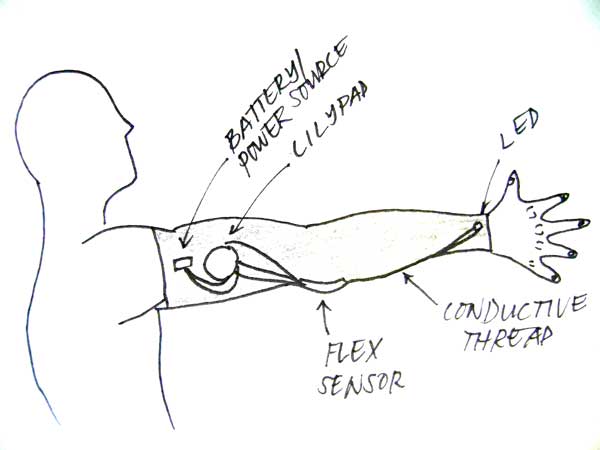 BATTERY/
POWER SOURCE
LILYPAD
LED
FLEX
SENSOR
CONDUCTIVE
THREAD